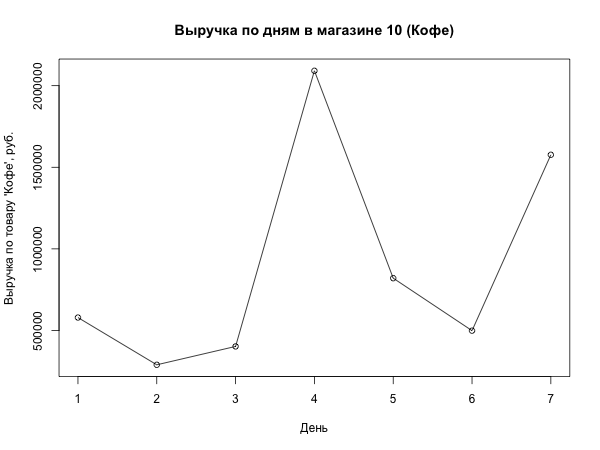 Выручка по дням в магазине 10 (Кофе)
Выручка по товару 'Кофе', руб.
2000000
1500000
1000000
500000
1 2 3 4 5 6 7
День